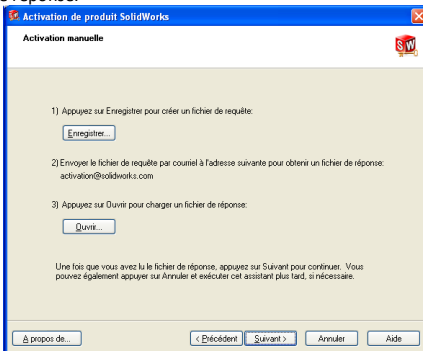 réponse.
Activation de produit SolidWorks
Activation manuelle
SW
1) Appuyez sur Enregistrer pour créer un fichier de requête:
Enregistrer...
2) Envoyer le fichier de requête par courriel à l'adresse suivante pour obtenir un fichier de réponse:
activation@solidworks.com
3) Appuyez sur Ouvrir pour charger un fichier de réponse:
Ouvrir...
Une fois que vous avez lu le fichier de réponse, appuyez sur Suivant pour continuer. Vous
pouvez également appuyer sur Annuler et exécuter cet assistant plus tard, si nécessaire.
A propos de... < Précédent Suivant > Annuler Aide